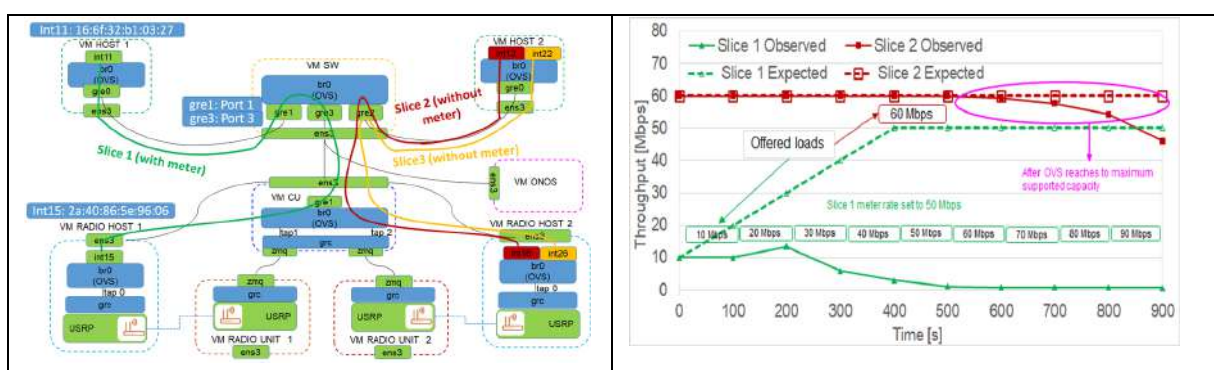 Int11: 16:6f:32:b1:03:27
VM HOST 1
int11
br0
(OVS)
gre0
ens3
VM SW
br0
(OVS)
gre1
gre3
gre2
gre1: Port 1
gre3: Port 3
VM HOST 2
int22
br0
(OVS)
gre0
ens3
Slice 1 (with meter)
Slice 2 (without
meter)
Slice3 (without meter)
ens3
VM ONOS
Int15: 2a:40:86:5e:96:06
VM RADIO HOST 1
ens3
int15
br0
(OVS)
tap 0
grc
USRP
VM CU
gre1
br0
(OVS)
tap1
tap 2
grc
zmq
zmq
zmq
grc
USRP
VM RADIO UNIT 1
ens3
zmq
grc
USRP
VM RADIO UNIT 2
ens3
VM RADIO HOST 2
int26
br0
(OVS)
tap 0
grc
USRP
Throughput [Mbps]
80
70
60
50
40
30
20
10
0
Slice 1 Observed
Slice 2 Observed
Slice 1 Expected
Slice 2 Expected
60 Mbps
Offered loads
After OVS reaches to maximum
supported capacity
Slice 1 meter rate set to 50 Mbps
10 Mbps
20 Mbps
30 Mbps
40 Mbps
50 Mbps
60 Mbps
70 Mbps
80 Mbps
90 Mbps
0 100 200 300 400 500 600 700 800 900
Time [s]